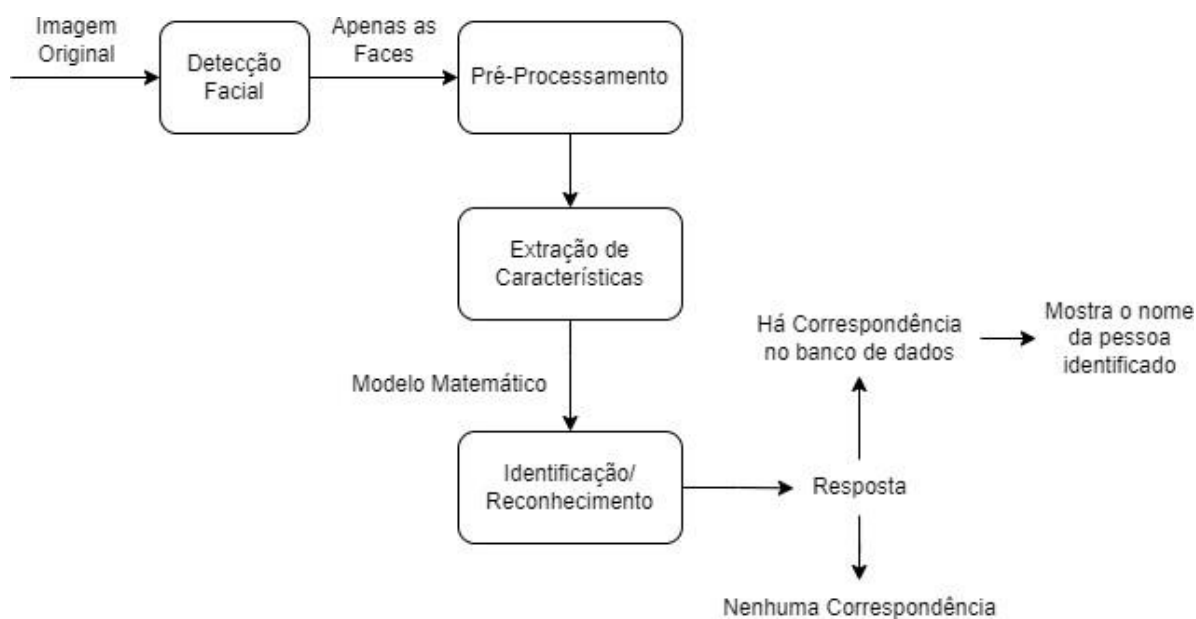 Imagem
Original
Detecção
Facial
Apenas as
Faces
Pré-Processamento
Extração de
Características
Modelo Matemático
Identificação/
Reconhecimento
Resposta
Há Correspondência
no banco de dados
Mostra o nome
da pessoa
identificado
Nenhuma Correspondência